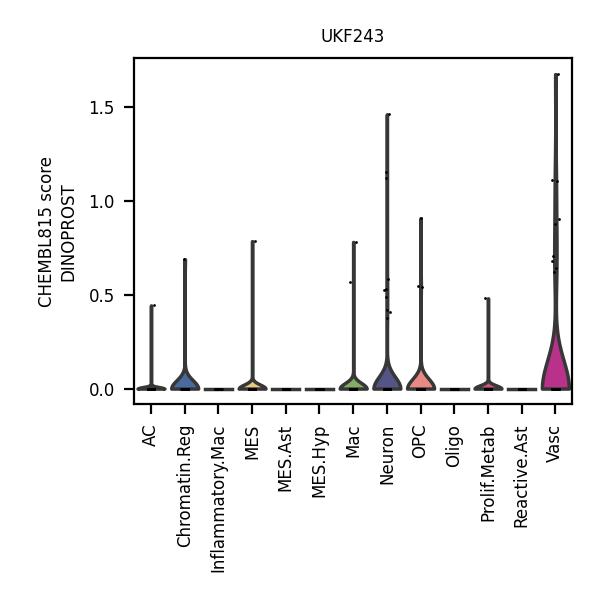 UKF243
CHEMBL815 score
DINOPROST
1.5
1.0
0.5
0.0
AC
Chromatin.Reg
Inflammatory.Mac
MES
MES.Ast
MES.Hyp
Mac
Neuron
OPC
Oligo
Prolif.Metab
Reactive.Ast
Vasc